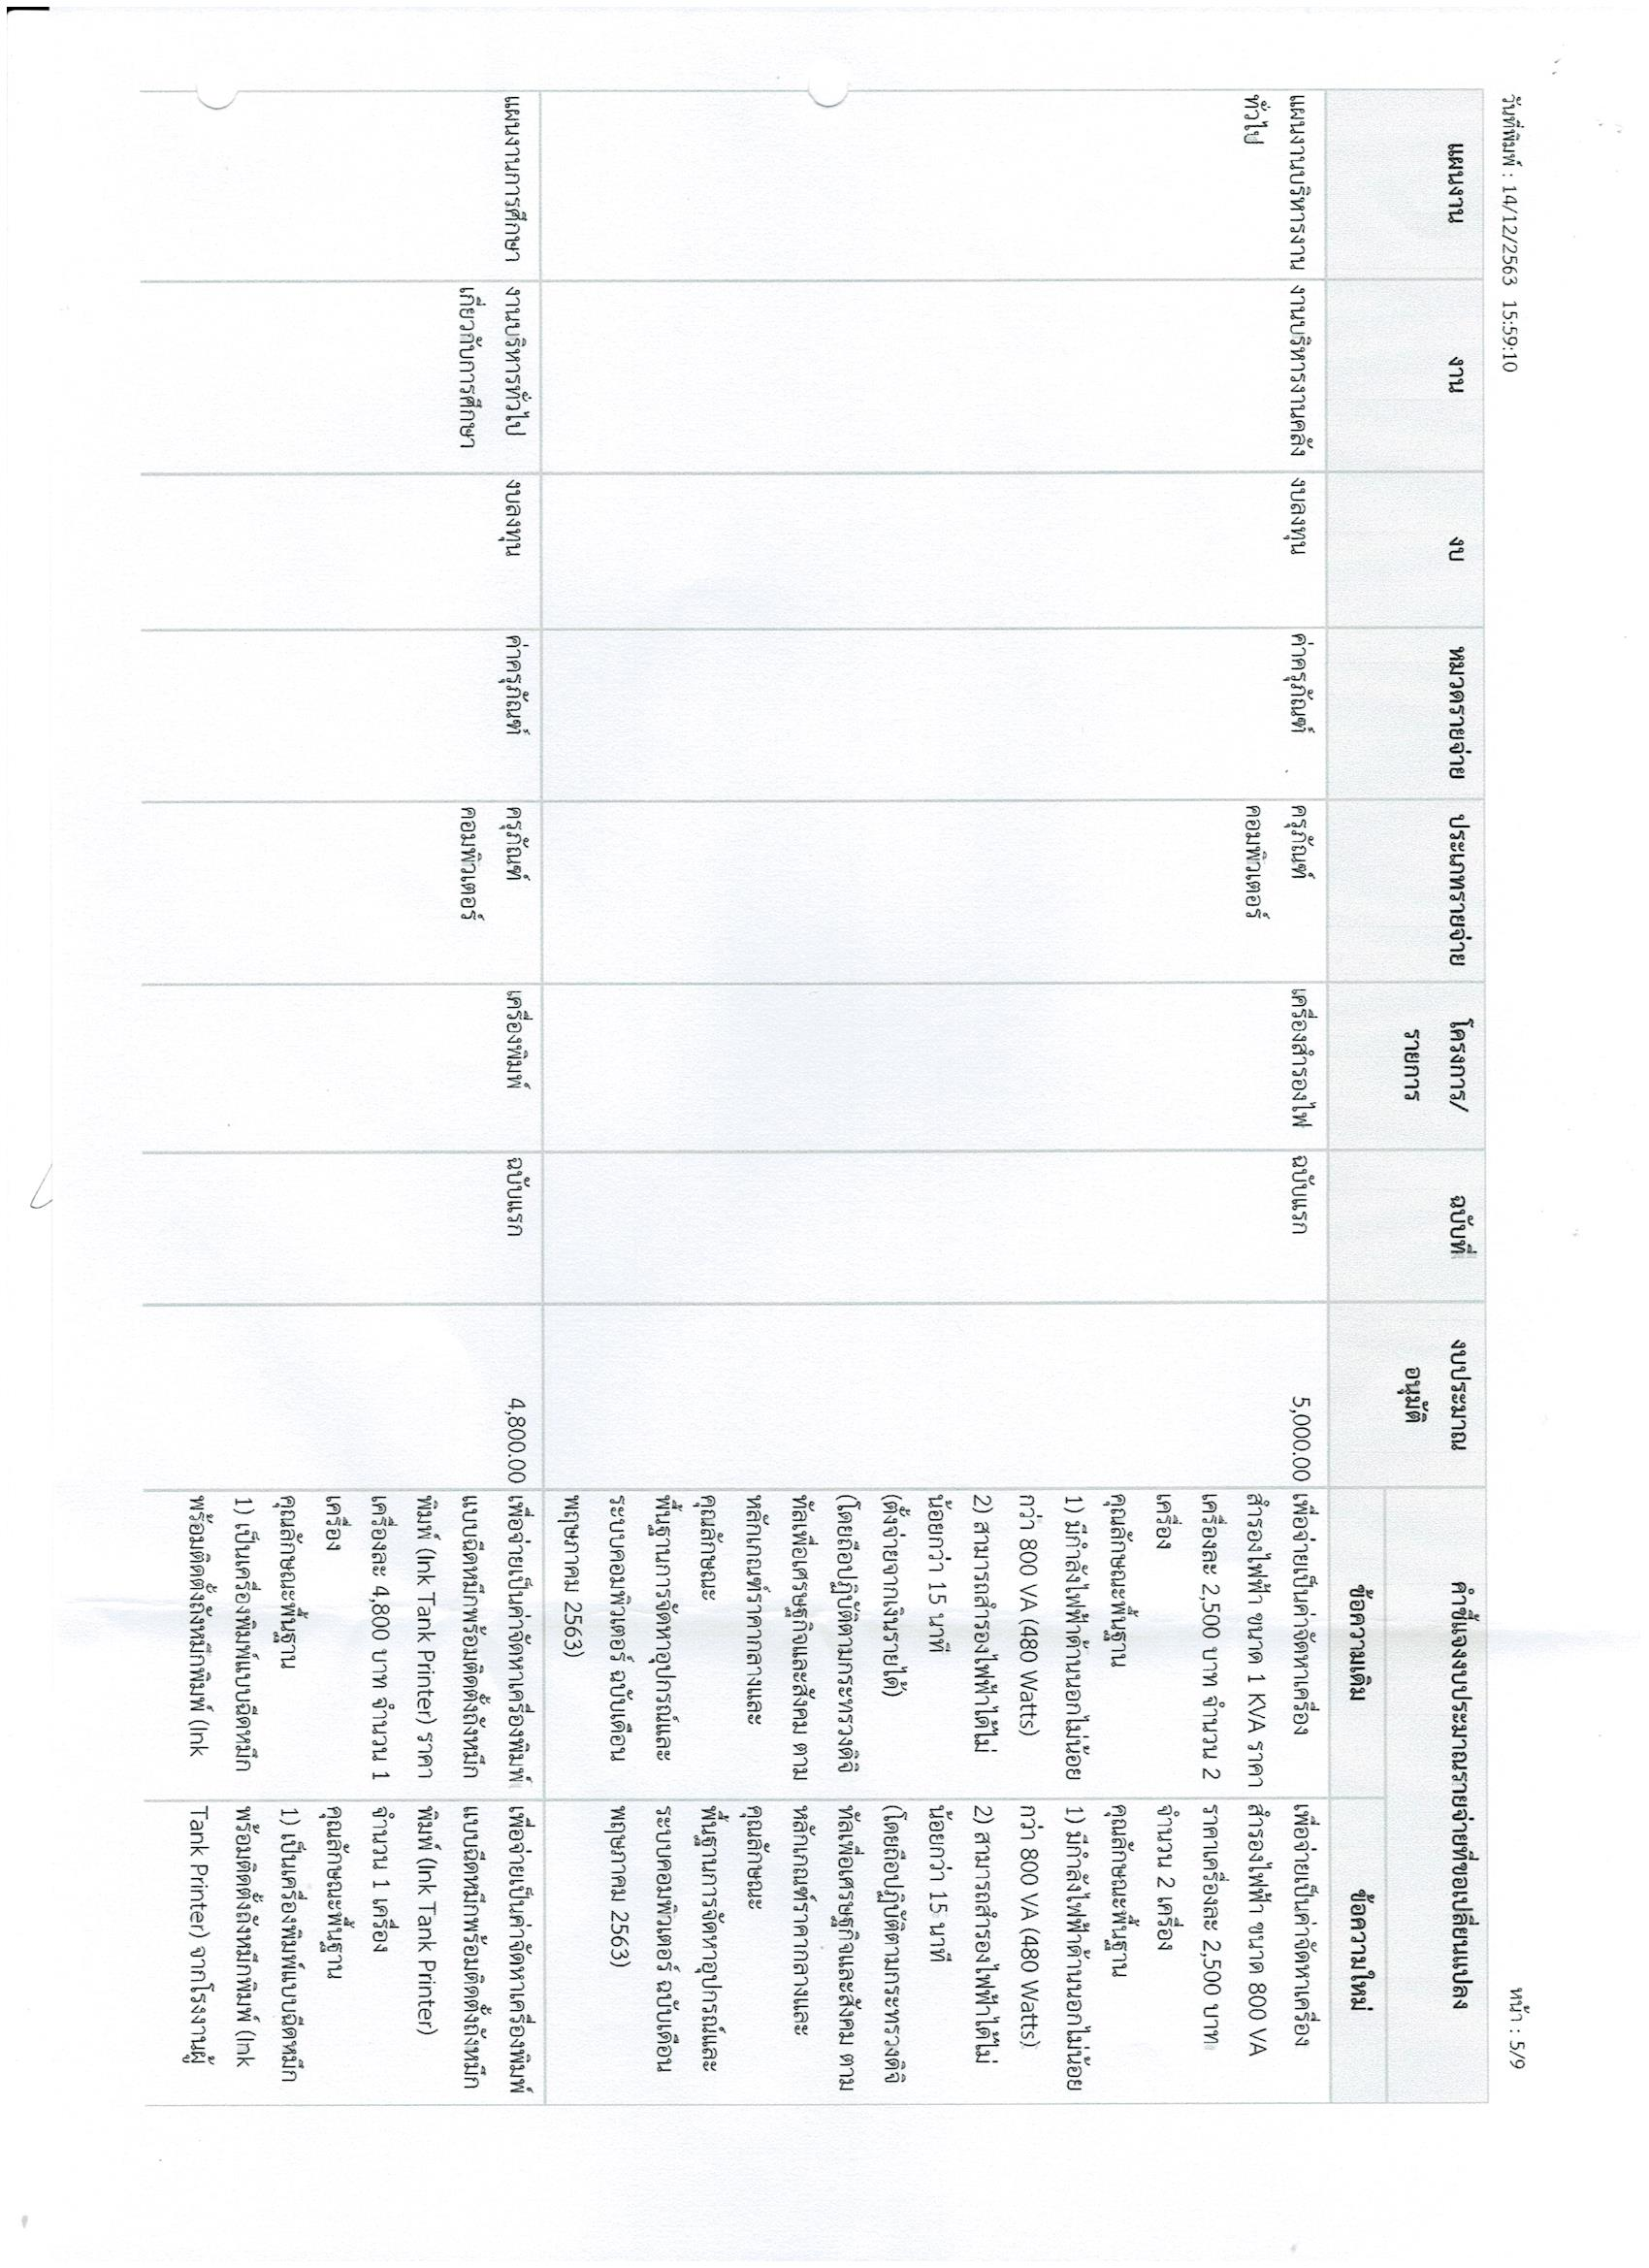 วันที่พิมพ์ : 14/12/2563 15:59:10
หน้า : 5/9
แผนงาน
งาน
งบ
หมวดรายจ่าย
ประเภทรายจ่าย
โครงการ/
รายการ
ฉบับที่
งบประมาณ
อนุมัติ
คำชี้แจงงบประมาณรายจ่ายที่ขอเปลี่ยนแปลง
ข้อความเดิม
ข้อความใหม่
แผนงานบริหารงาน
ทั่วไป
งานบริหารงานคลัง
งบลงทุน
ค่าครุภัณฑ์
ครุภัณฑ์
คอมพิวเตอร์
เครื่องสำรองไฟ
ฉบับแรก
5,000.00
เพื่อจ่ายเป็นค่าจัดหาเครื่อง
สำรองไฟฟ้า ขนาด 1 KVA ราคา
เครื่องละ 2,500 บาท จำนวน 2
เครื่อง
คุณลักษณะพื้นฐาน
1) มีกำลังไฟฟ้าด้านนอกไม่น้อย
กว่า 800 VA (480 Watts)
2) สามารถสำรองไฟฟ้าได้ไม่
น้อยกว่า 15 นาที
(ตั้งจ่ายจากเงินรายได้)
(โดยถือปฏิบัติตามกระทรวงดิจิ
ทัลเพื่อเศรษฐกิจและสังคม ตาม
หลักเกณฑ์ราคากลางและ
คุณลักษณะ
พื้นฐานการจัดหาอุปกรณ์และ
ระบบคอมพิวเตอร์ ฉบับเดือน
พฤษภาคม 2563)
เพื่อจ่ายเป็นค่าจัดหาเครื่อง
สำรองไฟฟ้า ขนาด 800 VA
ราคาเครื่องละ 2,500 บาท
จำนวน 2 เครื่อง
คุณลักษณะพื้นฐาน
1) มีกำลังไฟฟ้าด้านนอกไม่น้อย
กว่า 800 VA (480 Watts)
2) สามารถสำรองไฟฟ้าได้ไม่
น้อยกว่า 15 นาที
(โดยถือปฏิบัติตามกระทรวงดิจิ
ทัลเพื่อเศรษฐกิจและสังคม ตาม
หลักเกณฑ์ราคากลางและ
คุณลักษณะ
พื้นฐานการจัดหาอุปกรณ์และ
ระบบคอมพิวเตอร์ ฉบับเดือน
พฤษภาคม 2563)
แผนงานการศึกษา
งานบริหารทั่วไป
เกี่ยวกับการศึกษา
งบลงทุน
ค่าครุภัณฑ์
ครุภัณฑ์
คอมพิวเตอร์
เครื่องพิมพ์
ฉบับแรก
4,800.00
เพื่อจ่ายเป็นค่าจัดหาเครื่องพิมพ์
แบบฉีดหมึกพร้อมติดตั้งถังหมึก
พิมพ์ (Ink Tank Printer) ราคา
เครื่องละ 4,800 บาท จำนวน 1
เครื่อง
คุณลักษณะพื้นฐาน
1) เป็นเครื่องพิมพ์แบบฉีดหมึก
พร้อมติดตั้งถังหมึกพิมพ์ (Ink
เพื่อจ่ายเป็นค่าจัดหาเครื่องพิมพ์
แบบฉีดหมึกพร้อมติดตั้งถังหมึก
พิมพ์ (Ink Tank Printer)
จำนวน 1 เครื่อง
คุณลักษณะพื้นฐาน
1) เป็นเครื่องพิมพ์แบบฉีดหมึก
พร้อมติดตั้งถังหมึกพิมพ์ (Ink
Tank Printer) จากโรงงานผู้